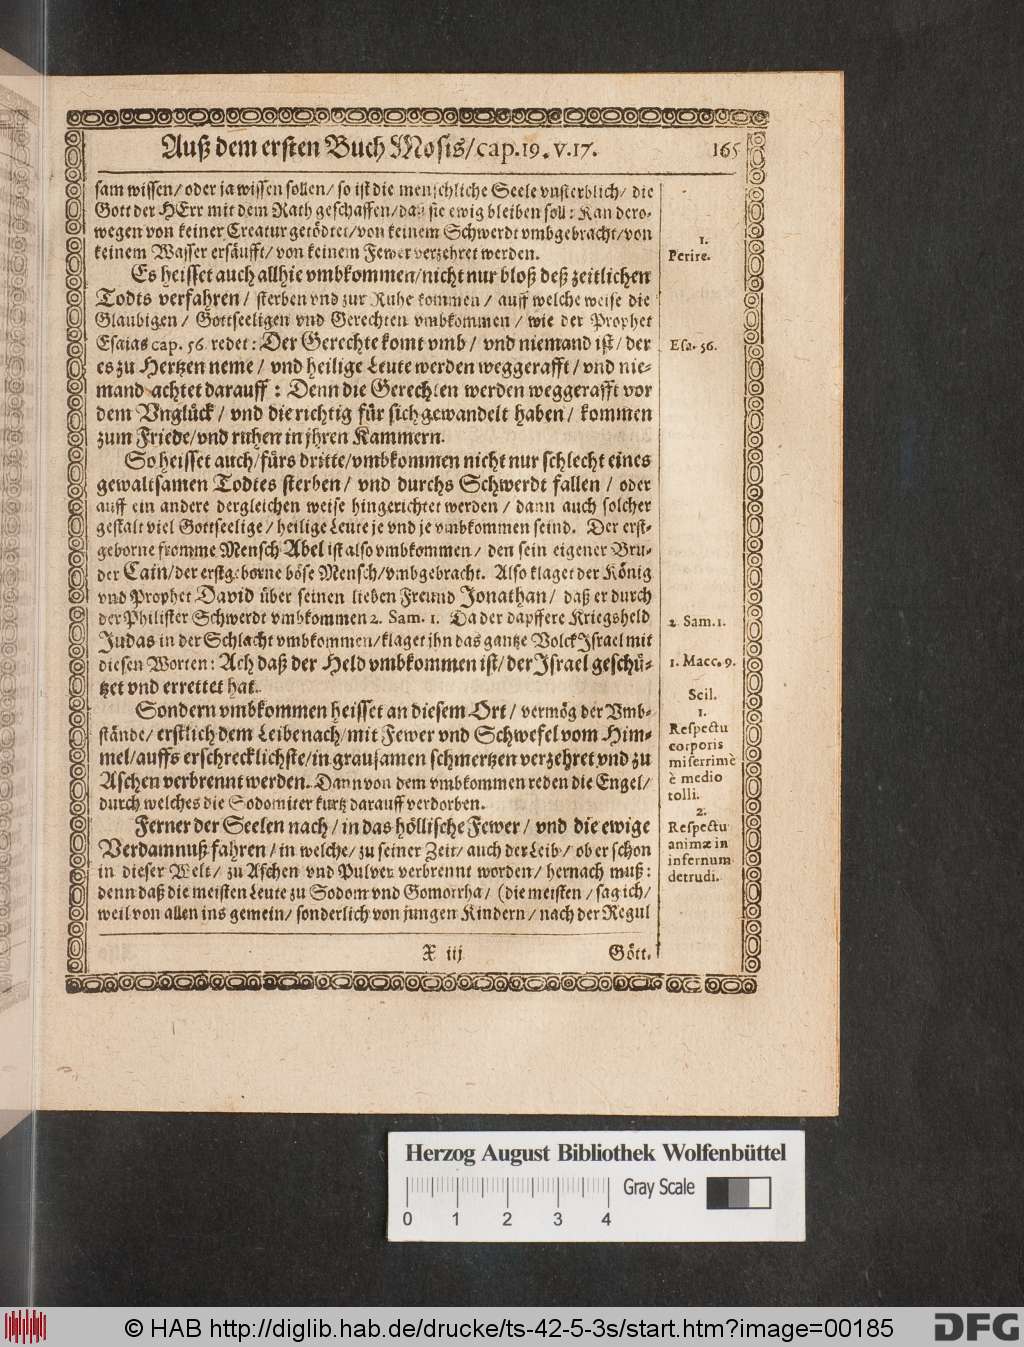 Auß dem ersten Buch Mosis/cap.19.v.17. 165
sam wissen/ oder ja wissen sollen/ so ist die menschliche Seele vnsterblich/ die
Gott der HErr mit dem Rath geschaffen/ daß sie ewig bleiben soll: Kan dero-
wegen von keiner Creatur getödtet/ von keinem Schwerdt vmbgebracht/ von
keinem Wasser ersäufft/ von keinem Fewer verzehret werden.
Es heisset auch allhie vmbkommen/ nicht nur bloß deß zeitlichen
Todts verfahren/ sterben vnd zur Ruhe kommen/ auff welche weise die
Glaubigen/ Gottseeligen vnd Gerechten vmbkommen/ wie der Prophet
Esaias cap. 56. redet: Der Gerechte komt vmb/ vnd niemand ist/ der
es zu Hertzen neme/ vnd heilige Leute werden weggerafft/ vnd nie-
mand achtet darauff: Denn die Gerechten werden weggerafft vor
dem Vnglück/ vnd die richtig für sich gewandelt haben/ kommen
zum Friede/ vnd ruhen in jhren Kammern.
So heisset auch/ fürs dritte/ vmbkommen nicht nur schlecht eines
gewaltsamen Todtes sterben/ vnd durchs Schwerdt fallen/ oder
auff ein andere dergleichen weise hingerichtet werden/ dann auch solcher
gestalt viel Gottseelige/ heilige Leute je vnd je vmbkommen seind. Der erst-
geborne fromme Mensch Abel ist also vmbkommen/ den sein eigener Bru-
der Cain/ der erstgeborne böse Mensch/ vmbgebracht. Also klaget der König
vnd Prophet David über seinen lieben Freund Jonathan/ daß er durch
der Philister Schwerdt vmbkommen 2. Sam. 1. Da der dapffere Kriegsheld
Judas in der Schlacht vmbkommen/ klaget jhn das gantze Volck Israel mit
diesen Worten: Ach daß der Held vmbkommen ist/ der Israel geschü-
tzet vnd errettet hat.
Sondern vmbkommen heisset an diesem Ort/ vermög der Vmb-
stände/ erstlich dem Leibe nach/ mit Fewer vnd Schwefel vom Him-
mel/ auffs erschrecklichste/ in grausamen schmertzen verzehret vnd zu
Aschen verbrennt werden. Dann von dem vmbkommen reden die Engel/
durch welches die Sodomiter kurtz darauff verdorben.
Ferner der Seelen nach/ in das höllische Fewer/ vnd die ewige
Verdamnuß fahren/ in welche/ zu seiner Zeit/ auch der Leib/ ob er schon
in dieser Welt/ zu Aschen vnd Pulver verbrennt worden/ hernach muß:
denn daß die meisten Leute zu Sodom vnd Gomorrha/ (die meisten/ sag ich/
weil von allen ins gemein/ sonderlich von jungen Kindern/ nach der Regul
X iij Gött.
1.
Perire.
Esa. 56.
2. Sam. 1.
1. Macc. 9.
Scil.
1.
Respectu
corporis
miserrimè
è medio
tolli.
2.
Respectu
animæ in
infernum
detrudi.
Herzog August Bibliothek Wolfenbüttel
Gray Scale
0 1 2 3 4
© HAB http://diglib.hab.de/drucke/ts-42-5-3s/start.htm?image=00185
DFG